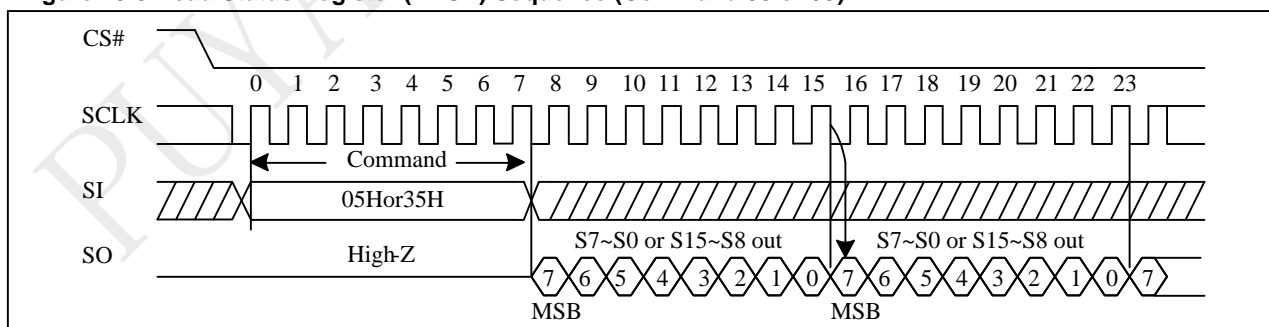 CS#
0 1 2 3 4 5 6 7 8 9 10 11 12 13 14 15 16 17 18 19 20 21 22 23
SCLK
Command
SI
05Hor35H
S7~S0 or S15~S8 out S7~S0 or S15~S8 out
SO
High-Z
7 6 5 4 3 2 1 0 7 6 5 4 3 2 1 0 7
MSB MSB
PUYA